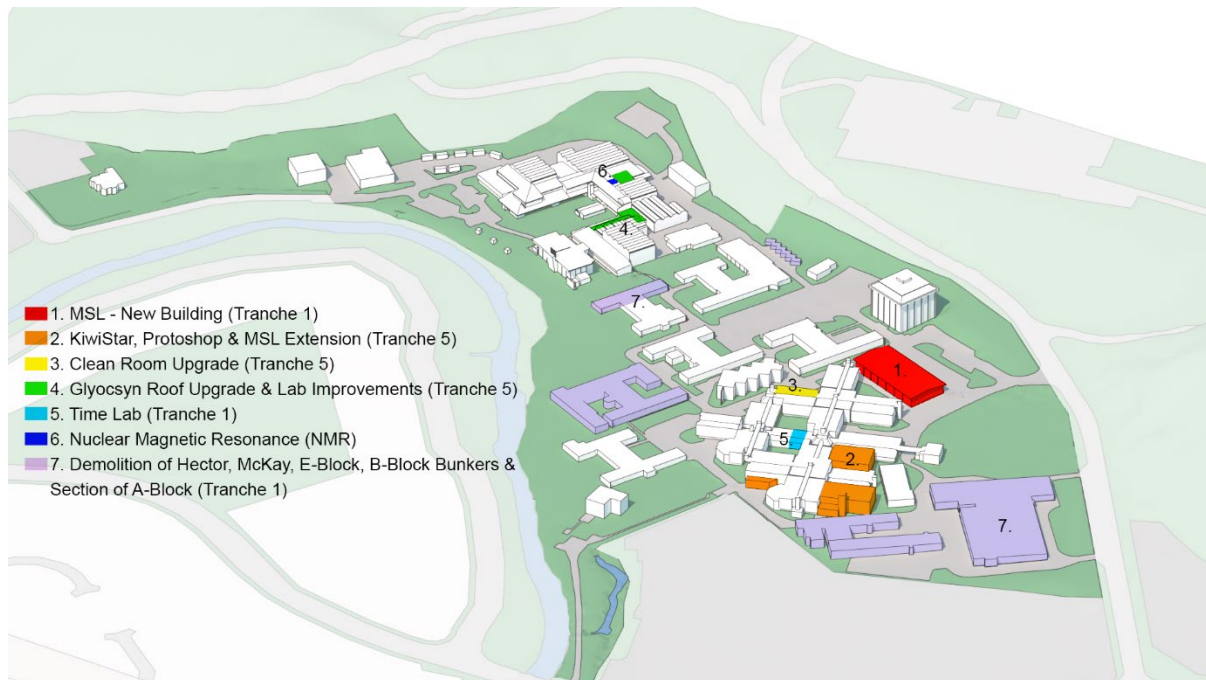 6.
4.
7.
1. MSL - New Building (Tranche 1)
2. KiwiStar, Protoshop & MSL Extension (Tranche 5)
3. Clean Room Upgrade (Tranche 5)
4. Glyocsyn Roof Upgrade & Lab Improvements (Tranche 5)
5. Time Lab (Tranche 1)
6. Nuclear Magnetic Resonance (NMR)
7. Demolition of Hector, McKay, E-Block, B-Block Bunkers &
Section of A-Block (Tranche 1)
1.
3.
5.
2.
7.